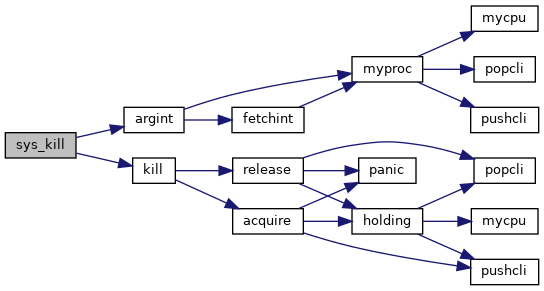 mycpu
myproc
popcli
argint
fetchint
pushcli
sys_kill
kill
release
panic
popcli
acquire
holding
mycpu
pushcli